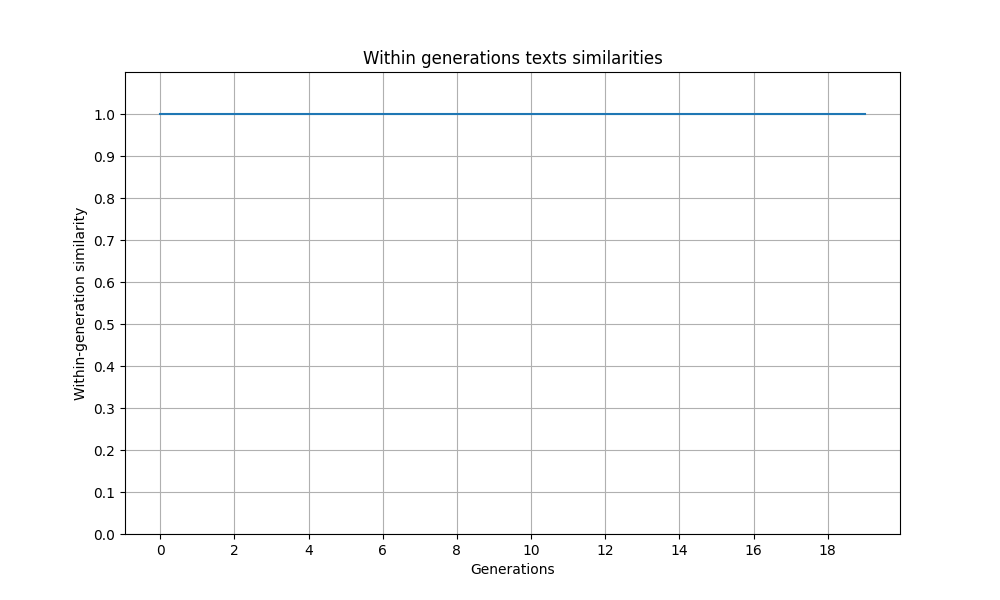 Within generations texts similarities
Within-generation similarity
1.0
0.9
0.8
0.7
0.6
0.5
0.4
0.3
0.2
0.1
0.0
0 2 4 6 8 10 12 14 16 18
Generations